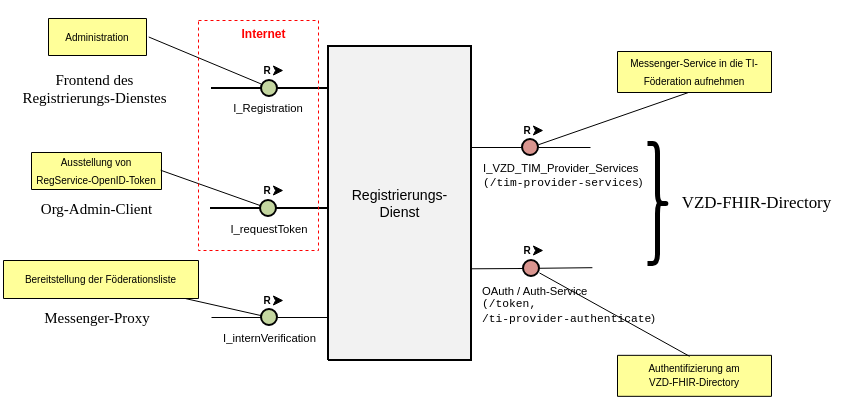 Administration
Internet
R
Frontend des
Registrierungs-Dienstes
I_Registration
Ausstellung von
RegService-OpenID-Token
R
Org-Admin-Client
I_requestToken
Bereitstellung der Föderationsliste
R
Messenger-Proxy
I_internVerification
Registrierungs-
Dienst
Messenger-Service in die TI-
Föderation aufnehmen
R
I_VZD_TIM_Provider_Services
(/tim-provider-services)
VZD-FHIR-Directory
R
OAuth / Auth-Service
(/token,
/ti-provider-authenticate)
Authentifizierung am
VZD-FHIR-Directory